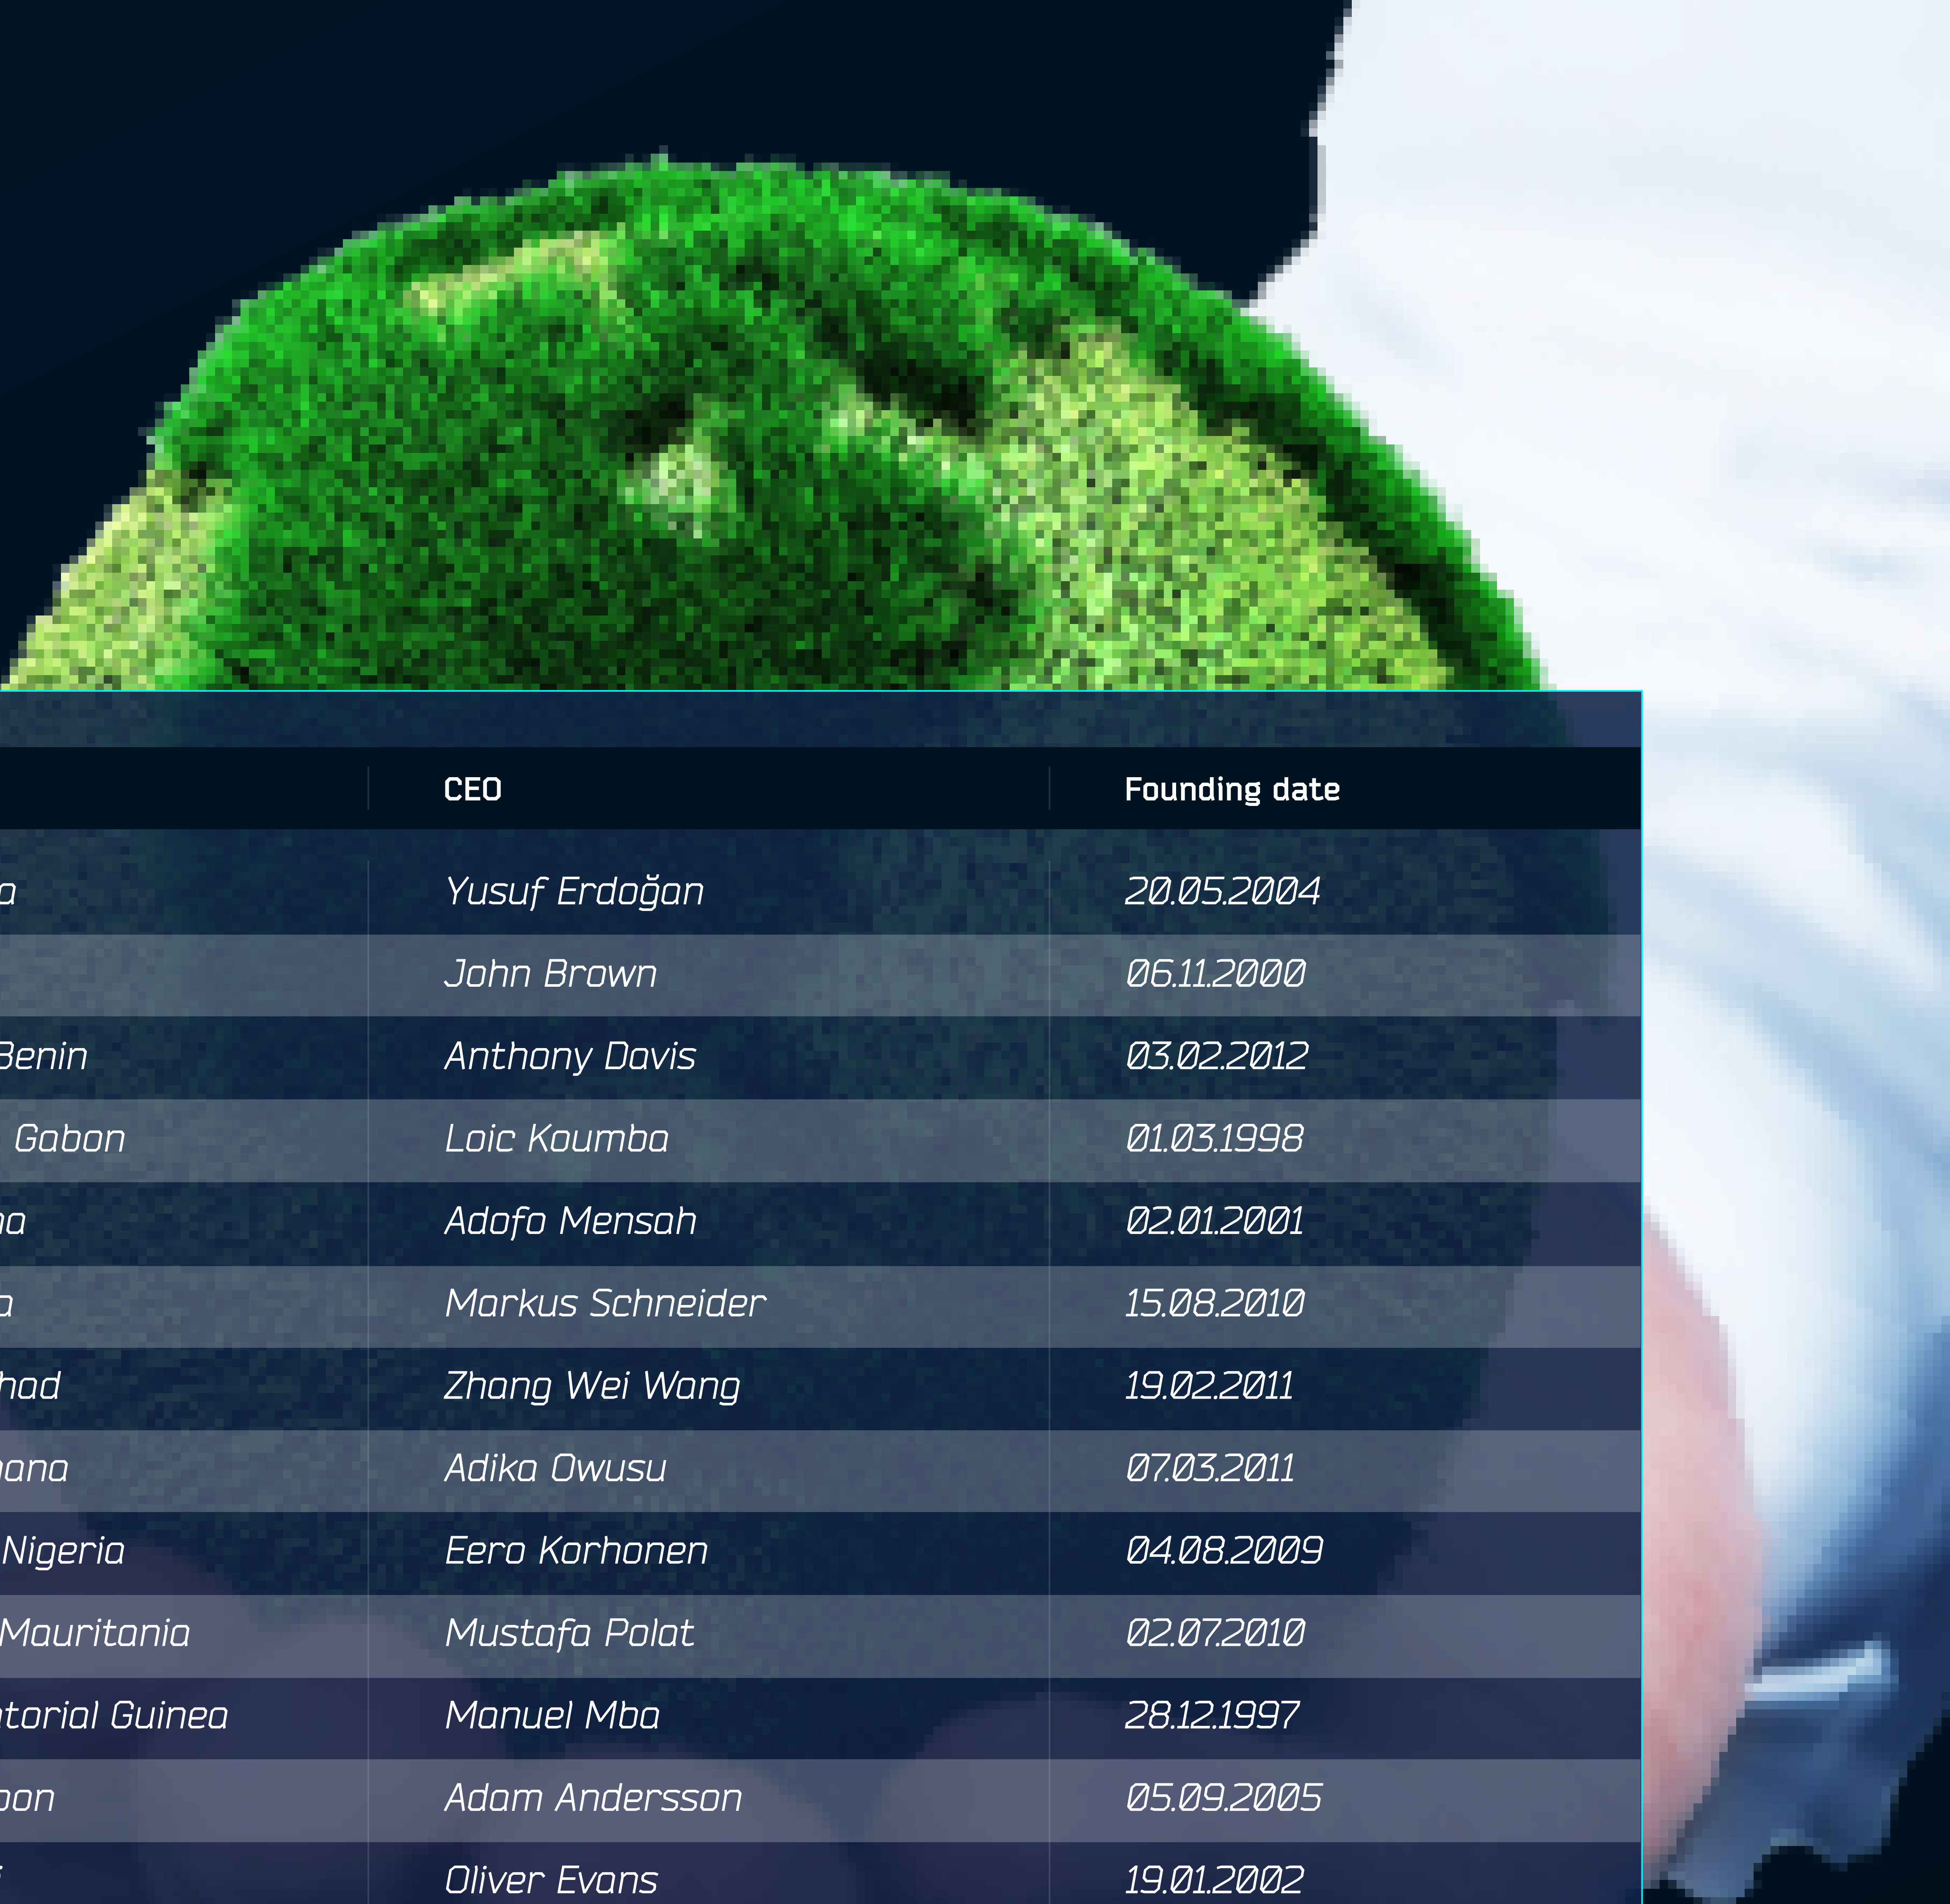 CEO Founding date
Yusuf Erdoğan 20.05.2004
John Brown 06.11.2000
Benin Anthony Davis 03.02.2012
Gabon Loic Koumba 01.03.1998
Adofo Mensah 02.01.2001
Markus Schneider 15.08.2010
Zhang Wei Wang 19.02.2011
Adika Owusu 07.03.2011
Nigeria Eero Korhonen 04.08.2009
Mauritania Mustafa Polat 02.07.2010
Guinea Manuel Mba 28.12.1997
Adam Andersson 05.09.2005
Oliver Evans 19.01.2002